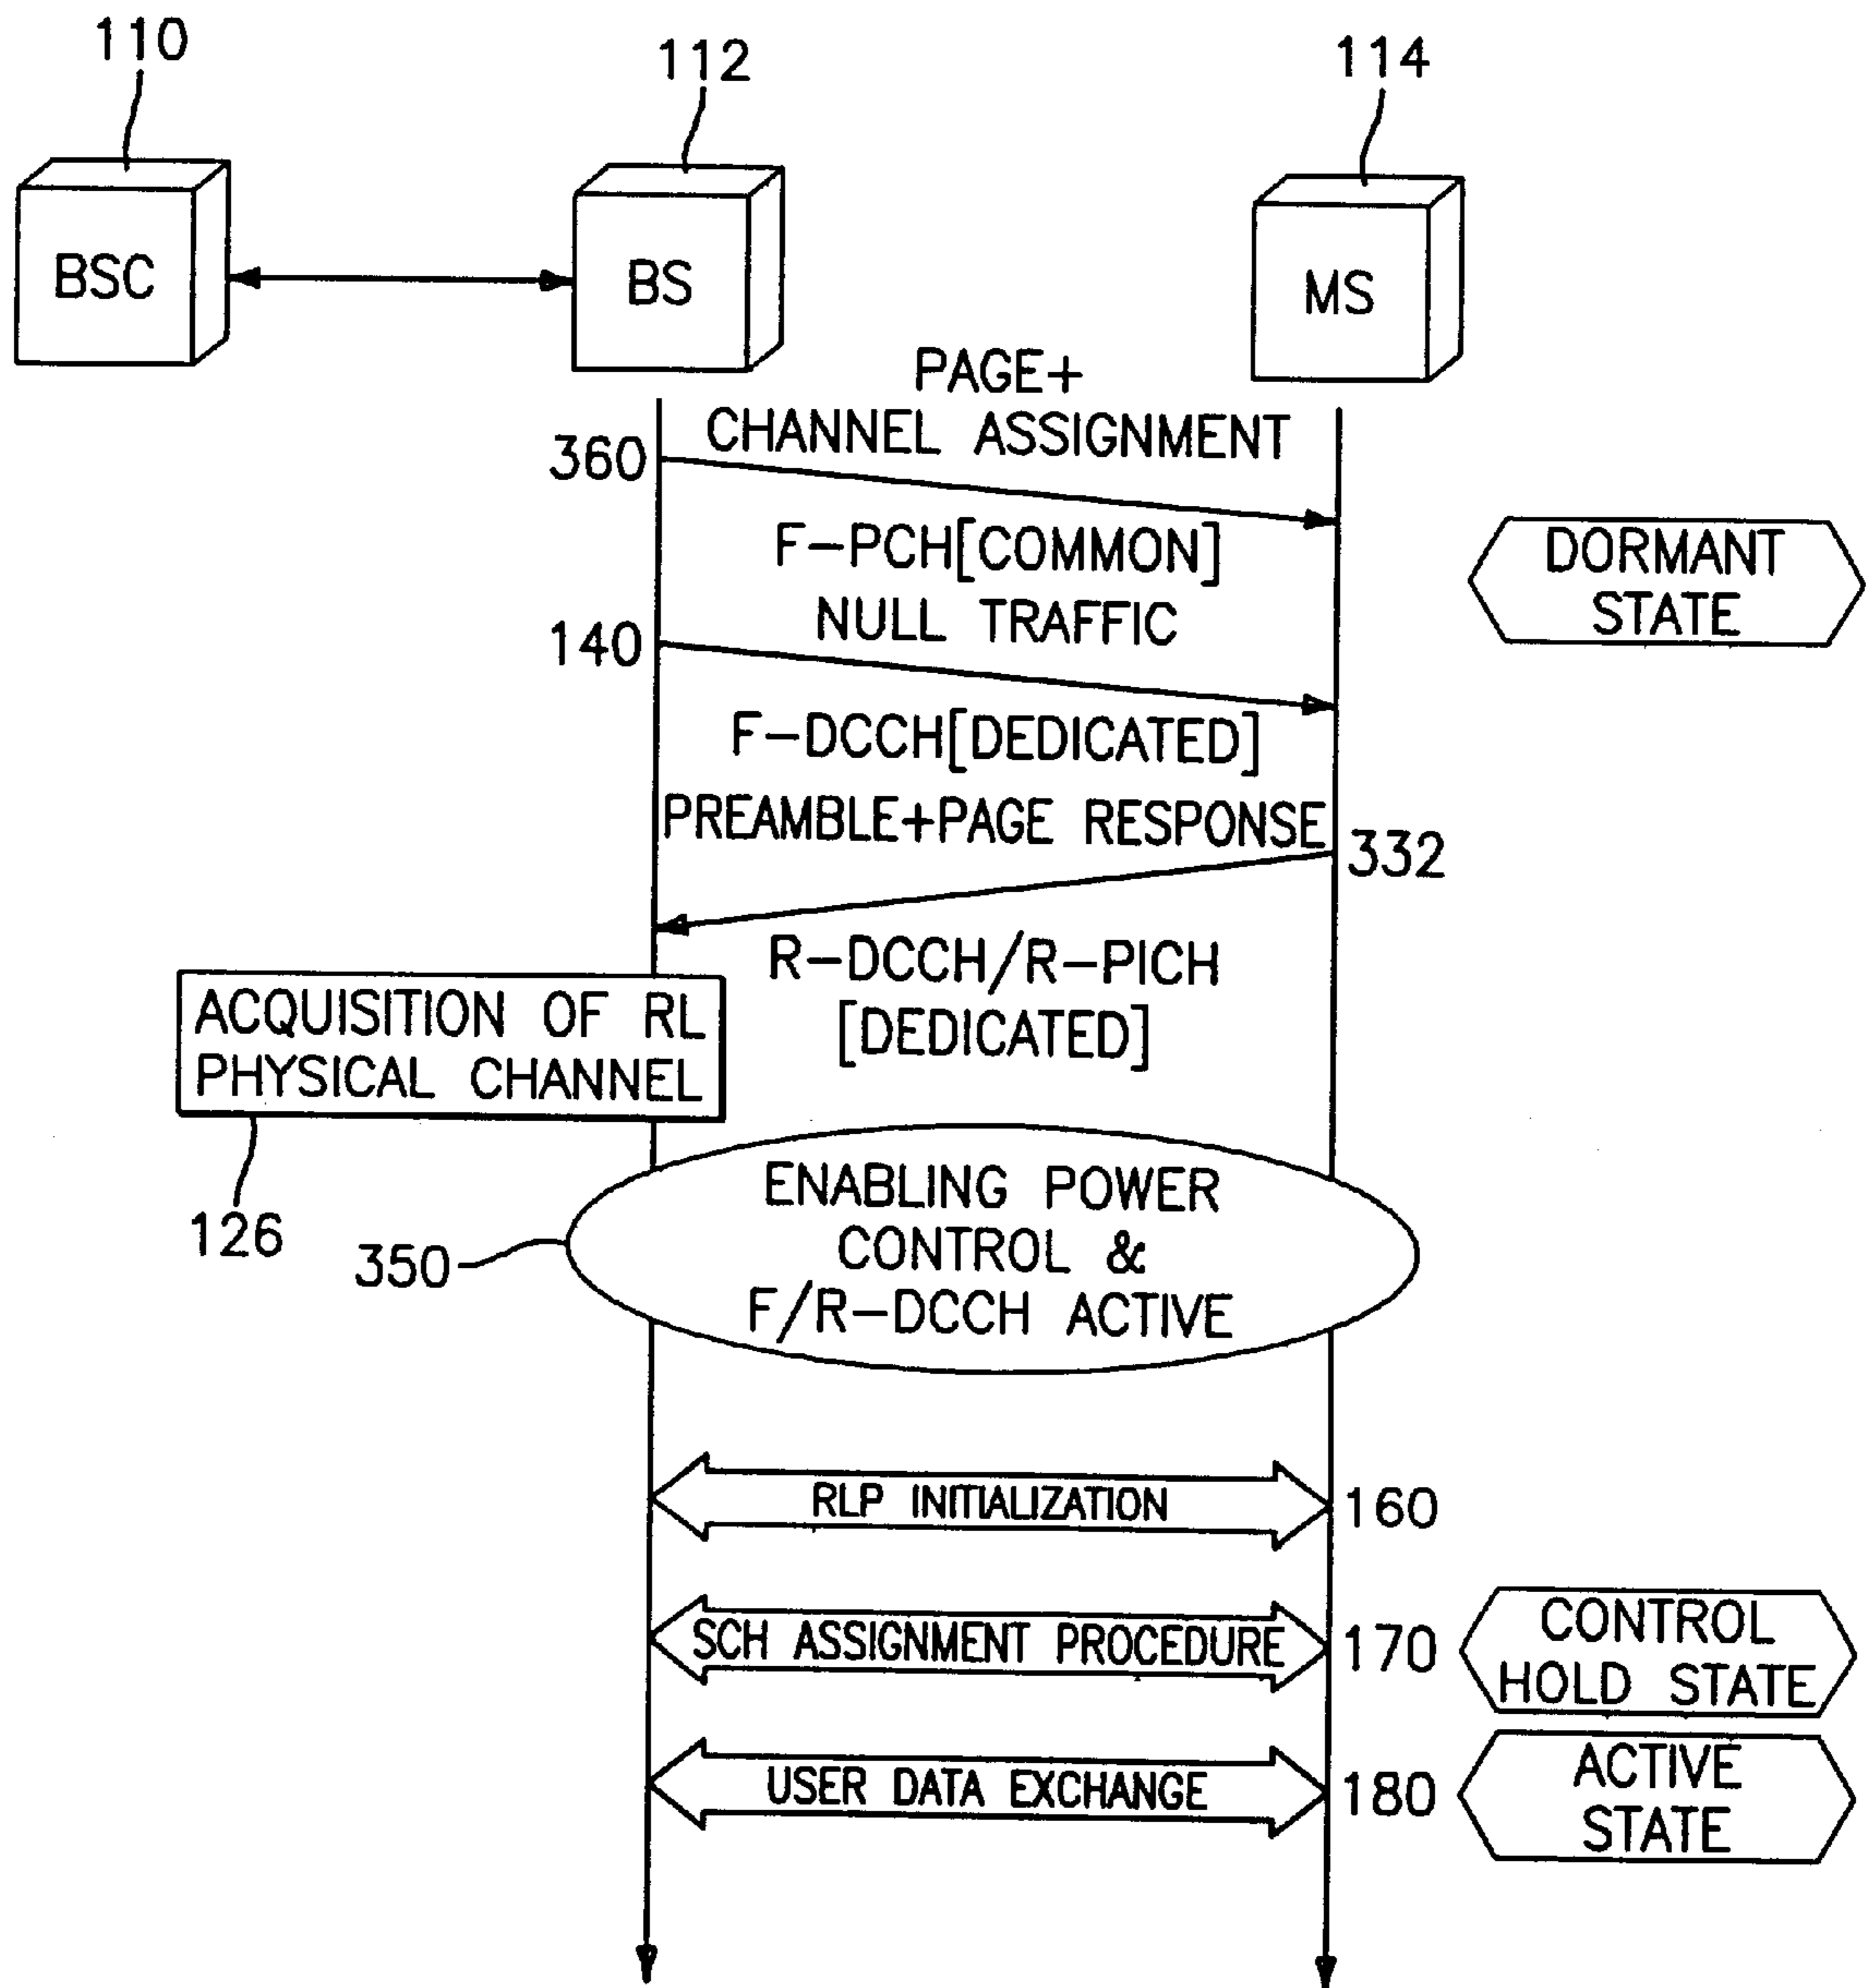 110
112
114
BSC
BS
MS
PAGE+
CHANNEL ASSIGNMENT
360
F-PCH[COMMON]
DORMANT
STATE
NULL TRAFFIC
140
F-DCCH[DEDICATED]
PREAMBLE+PAGE RESPONSE
332
R-DCCH/R-PICH
[DEDICATED]
ACQUISITION OF RL
PHYSICAL CHANNEL
126
ENABLING POWER
CONTROL &
F/R-DCCH ACTIVE
350
RLP INITIALIZATION
160
SCH ASSIGNMENT PROCEDURE
170
CONTROL
HOLD STATE
USER DATA EXCHANGE
180
ACTIVE
STATE